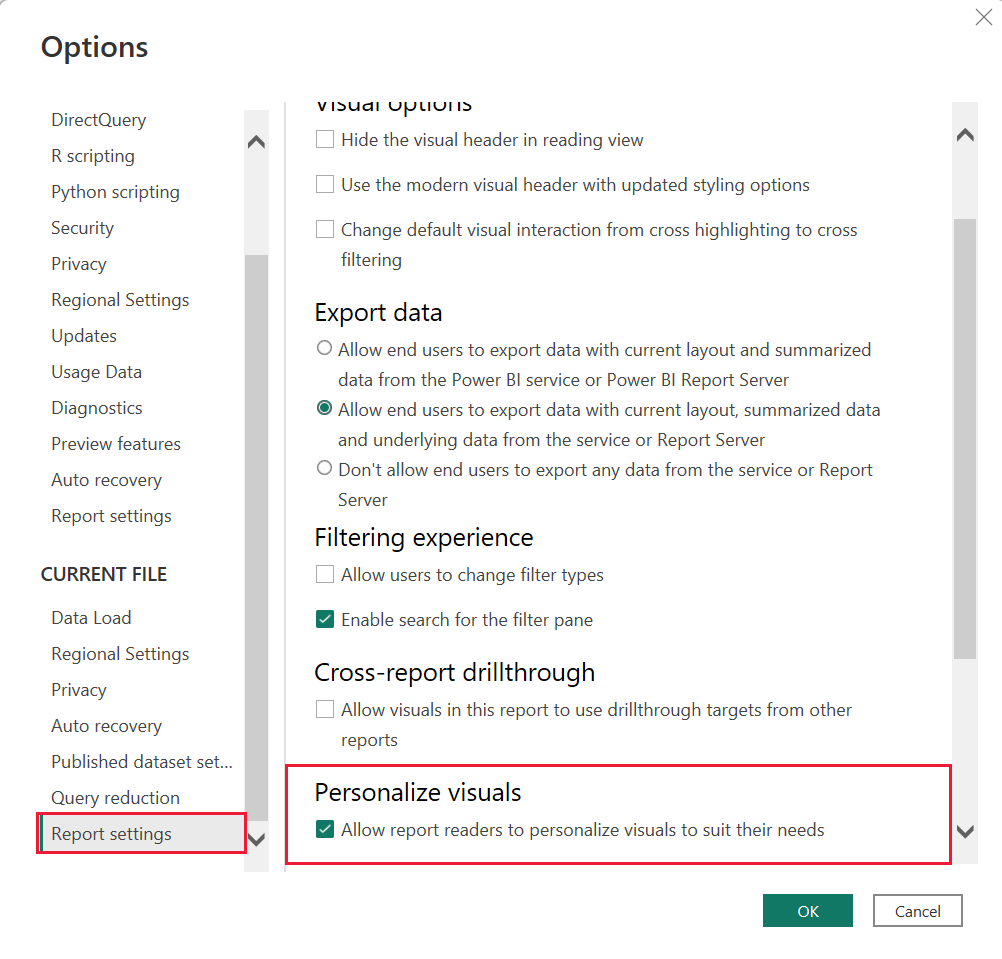 Options
DirectQuery
R scripting
Python scripting
Security
Privacy
Regional Settings
Updates
Usage Data
Diagnostics
Preview features
Auto recovery
Report settings
CURRENT FILE
Data Load
Regional Settings
Privacy
Auto recovery
Published dataset set...
Query reduction
Report settings
Visual options
Hide the visual header in reading view
Use the modern visual header with updated styling options
Change default visual interaction from cross highlighting to cross
filtering
Export data
Allow end users to export data with current layout and summarized
data from the Power BI service or Power BI Report Server
Allow end users to export data with current layout, summarized data
and underlying data from the service or Report Server
Don't allow end users to export any data from the service or Report
Server
Filtering experience
Allow users to change filter types
Enable search for the filter pane
Cross-report drillthrough
Allow visuals in this report to use drillthrough targets from other
reports
Personalize visuals
Allow report readers to personalize visuals to suit their needs
OK
Cancel